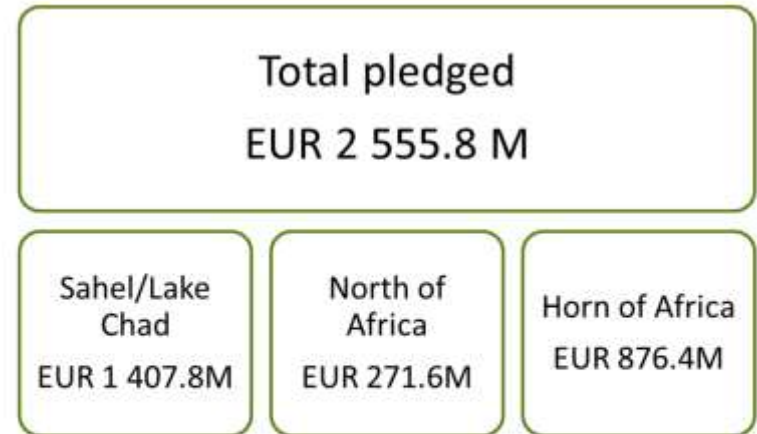 Total pledged
EUR 2 555.8 M
Sahel/Lake
Chad
EUR 1 407.8M
North of
Africa
EUR 271.6M
Horn of Africa
EUR 876.4M